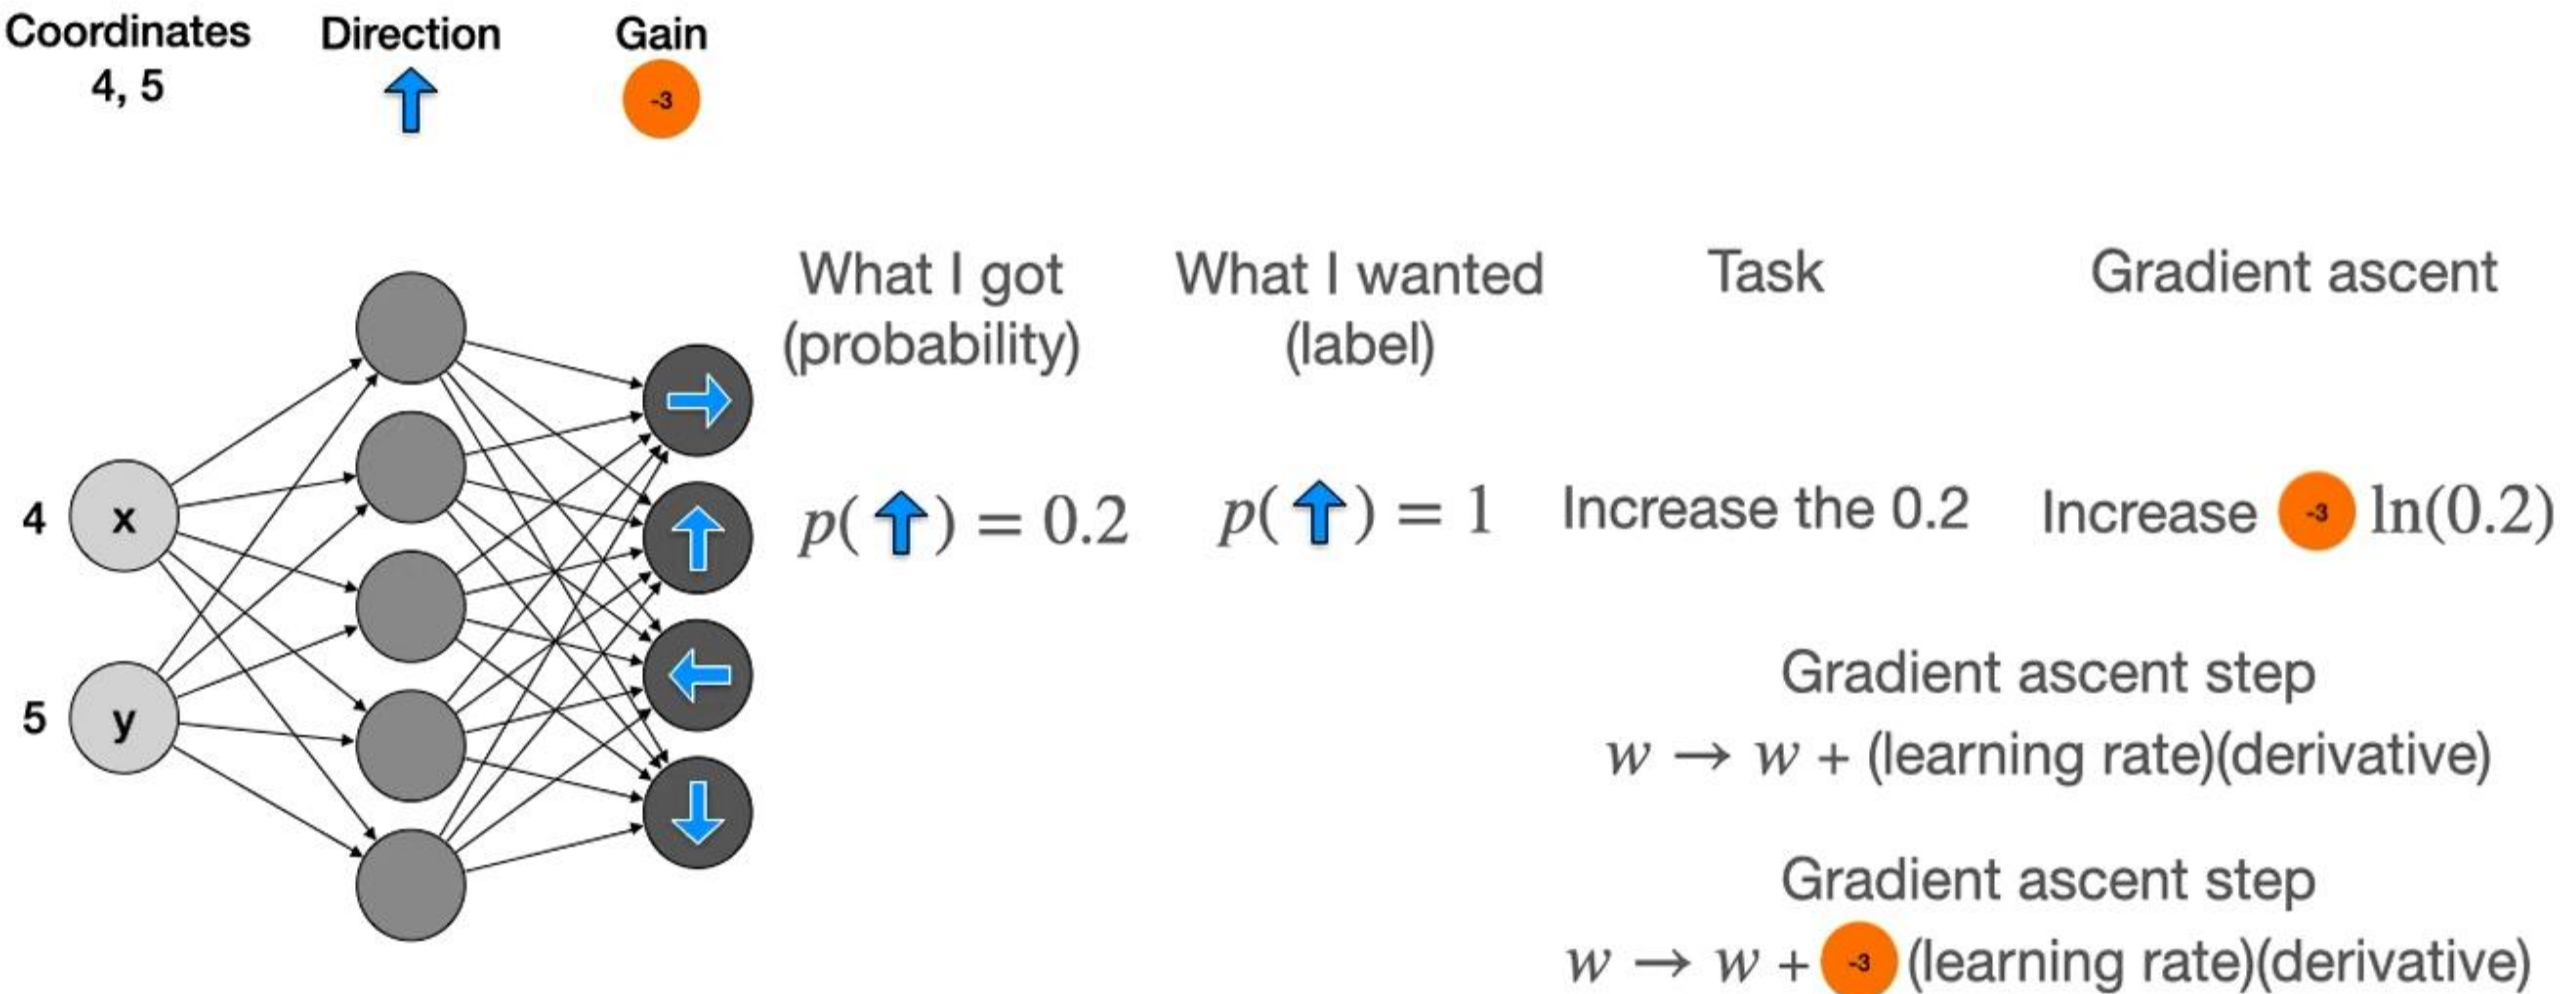 Coordinates Direction Gain
4, 5 -3
What I got What I wanted Task Gradient ascent
(probability) (label)
4 x p( ) = 0.2 p( ) = 1 Increase the 0.2 Increase -3 ln(0.2)
5 y
Gradient ascent step
w → w + (learning rate)(derivative)
Gradient ascent step
w → w + -3 (learning rate)(derivative)